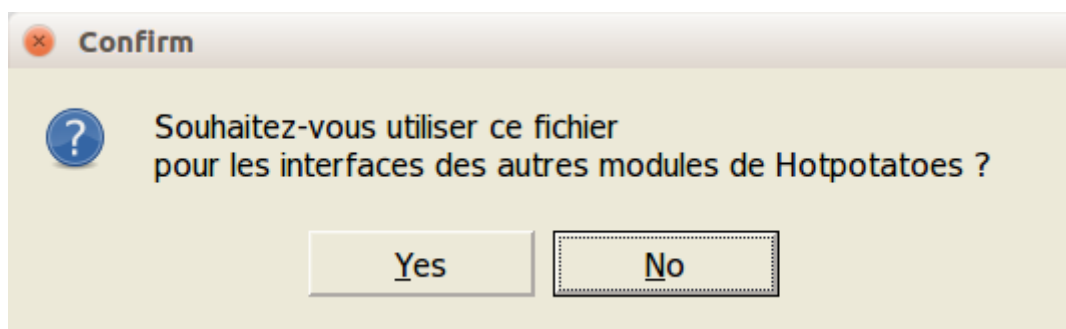 Confirm
Souhaitez-vous utiliser ce fichier
pour les interfaces des autres modules de Hotpotatoes ?
Yes
No